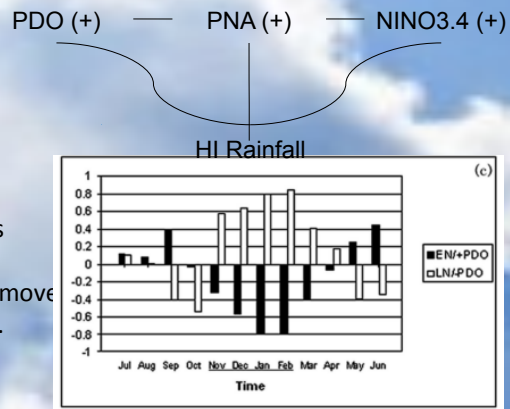 PDO (+) PNA (+) NINO3.4 (+)
HI Rainfall
(c)
1
0.8
0.6
0.4
0.2
0
-0.2
-0.4
-0.6
-0.8
-1
Jul Aug Sep Oct Nov Dec Jan Feb Mar Apr May Jun
Time
EN/+PDO
LN/-PDO
s
move
.